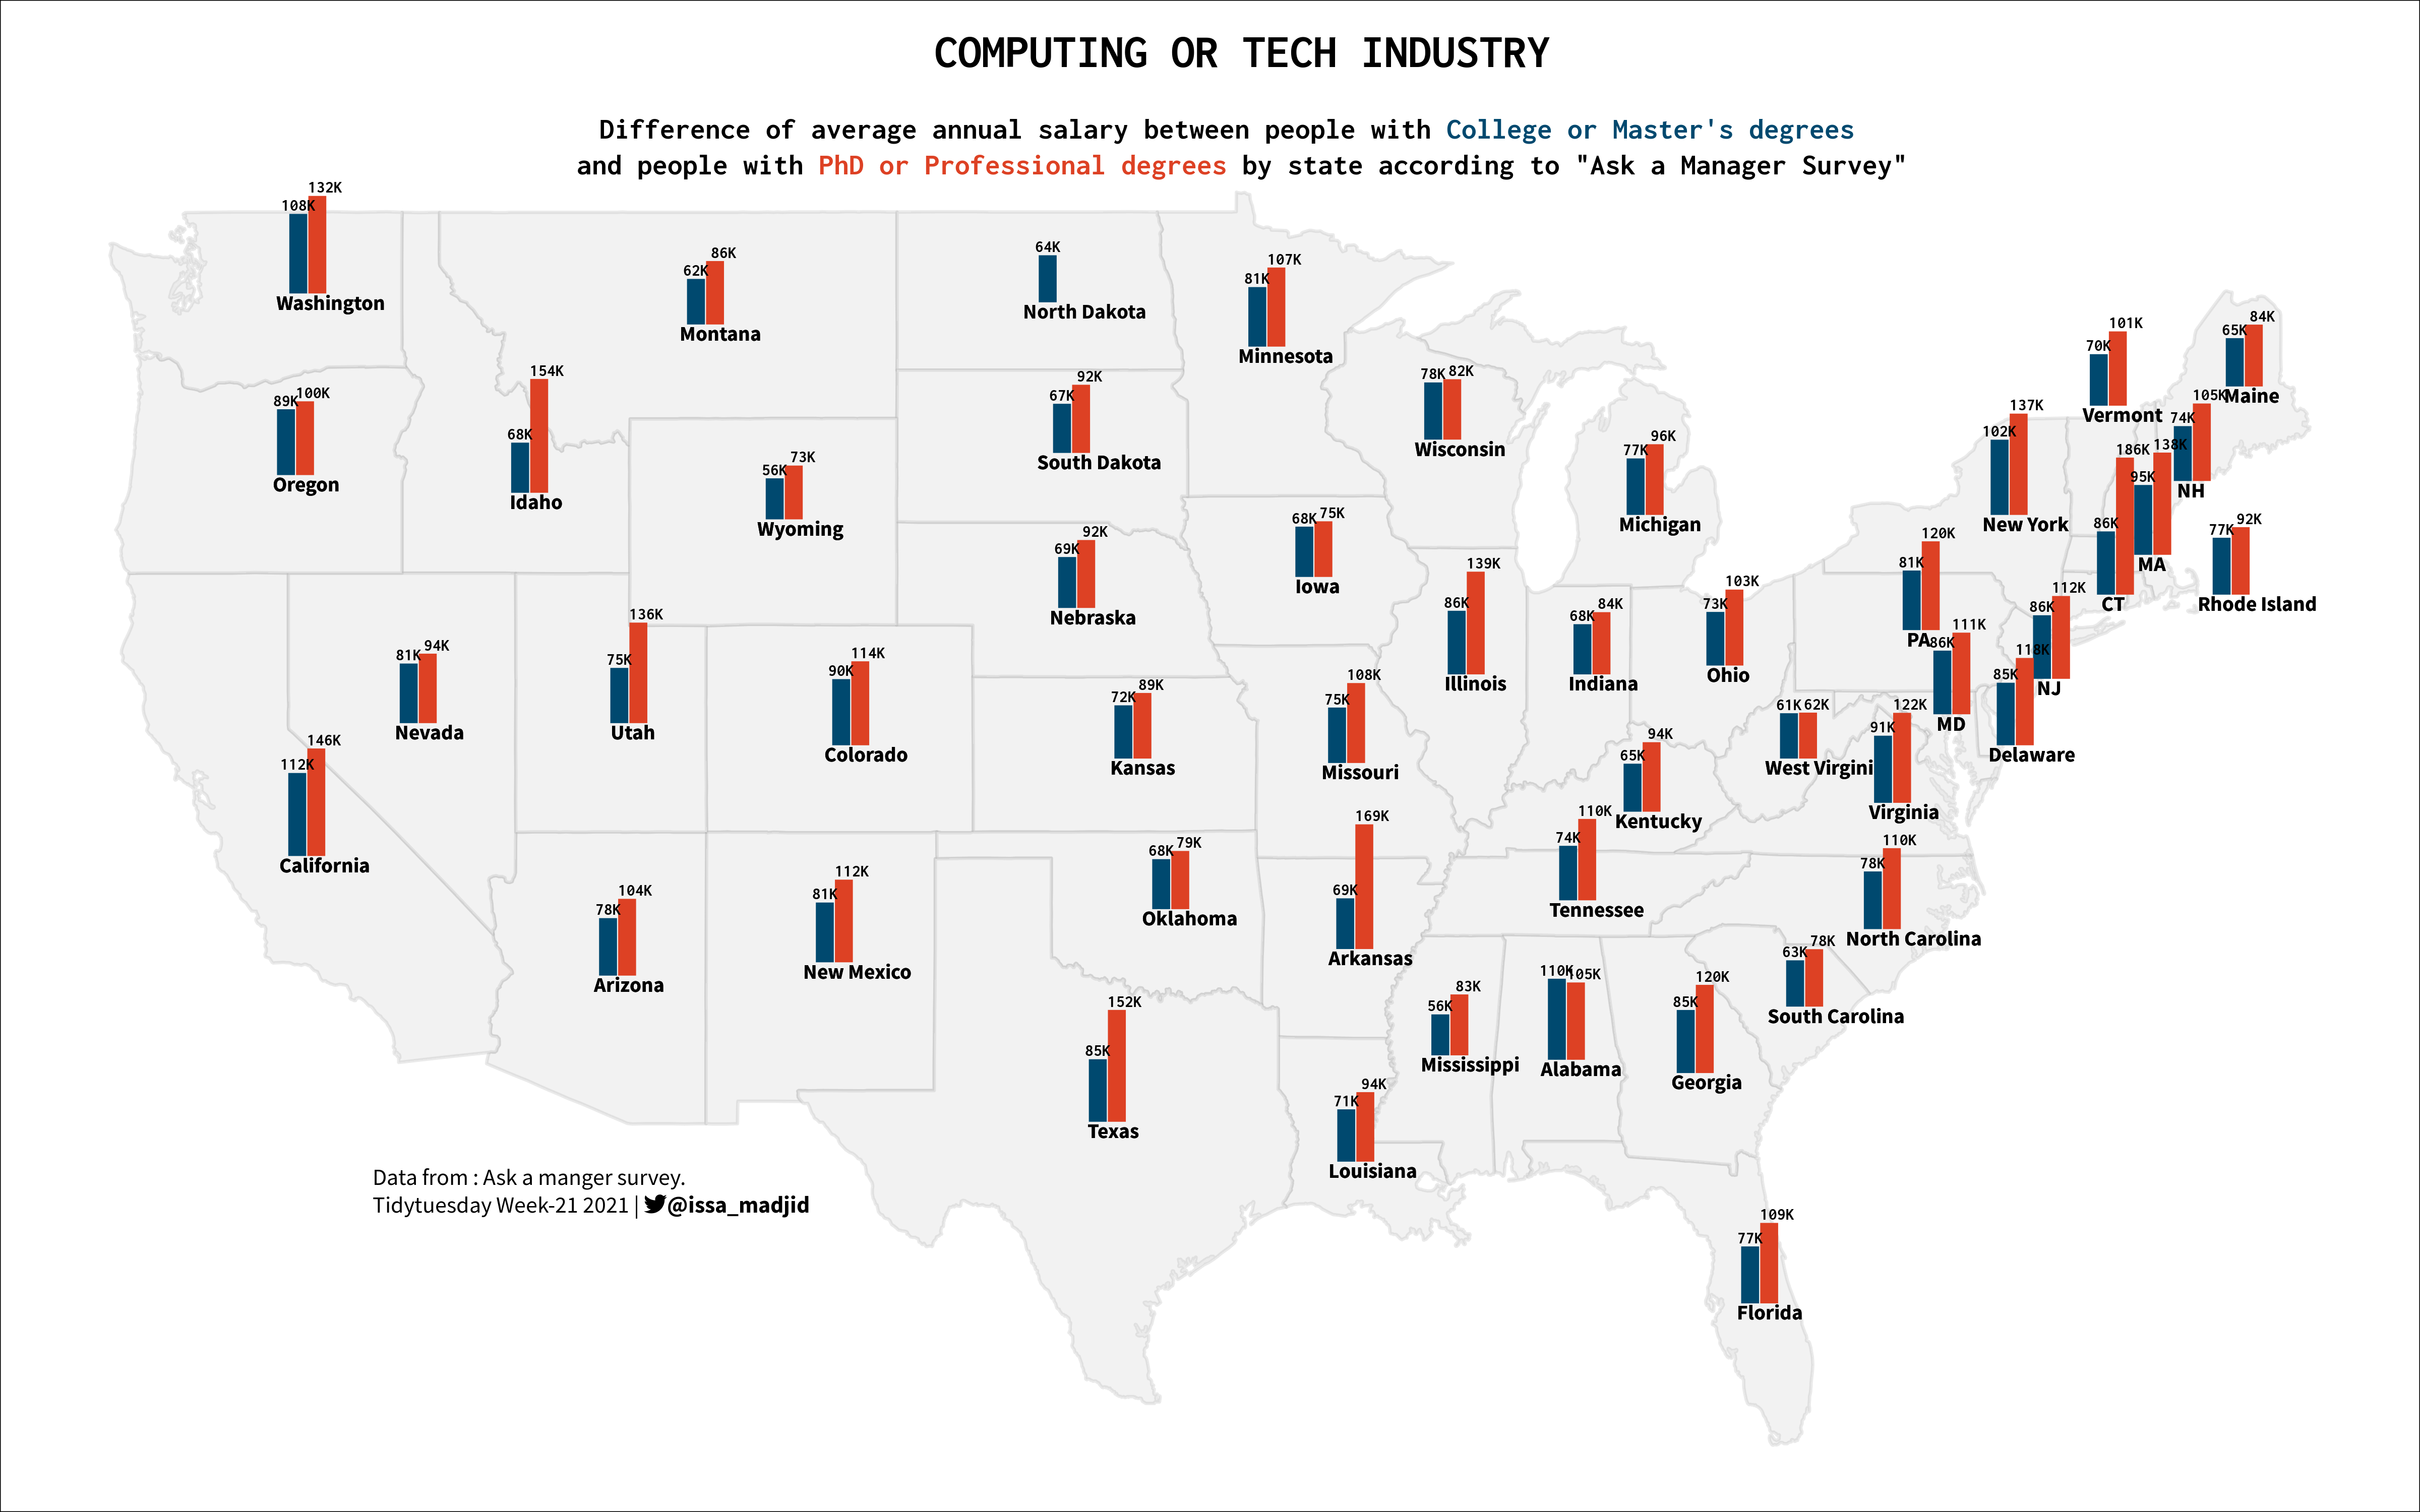 COMPUTING OR TECH INDUSTRY
Difference of average annual salary between people with College or Master's degrees
and people with PhD or Professional degrees by state according to "Ask a Manager Survey"
108K 132K
Washington
62K 86K
Montana
64K
North Dakota
81K 107K
Minnesota
89K 100K
Oregon
68K 154K
Idaho
56K 73K
Wyoming
67K 92K
South Dakota
78K 82K
Wisconsin
77K 96K
Michigan
70K 101K
Vermont
65K 84K
Maine
74K 105K
NH
102K 137K
New York
95K 138K
MA
86K 186K
CT
77K 92K
Rhode Island
69K 92K
Nebraska
68K 75K
Iowa
86K 139K
Illinois
68K 84K
Indiana
73K 103K
Ohio
81K 120K
PA
86K 112K
NJ
86K 111K
MD
85K 118K
Delaware
81K 94K
Nevada
75K 136K
Utah
90K 114K
Colorado
72K 89K
Kansas
75K 108K
Missouri
65K 94K
Kentucky
61K 62K
West Virgini
91K 122K
Virginia
112K 146K
California
78K 104K
Arizona
81K 112K
New Mexico
68K 79K
Oklahoma
69K 169K
Arkansas
74K 110K
Tennessee
78K 110K
North Carolina
63K 78K
South Carolina
85K 152K
Texas
71K 94K
Louisiana
56K 83K
Mississippi
110K 105K
Alabama
85K 120K
Georgia
77K 109K
Florida
Data from : Ask a manger survey.
Tidytuesday Week-21 2021 | @issa_madjid